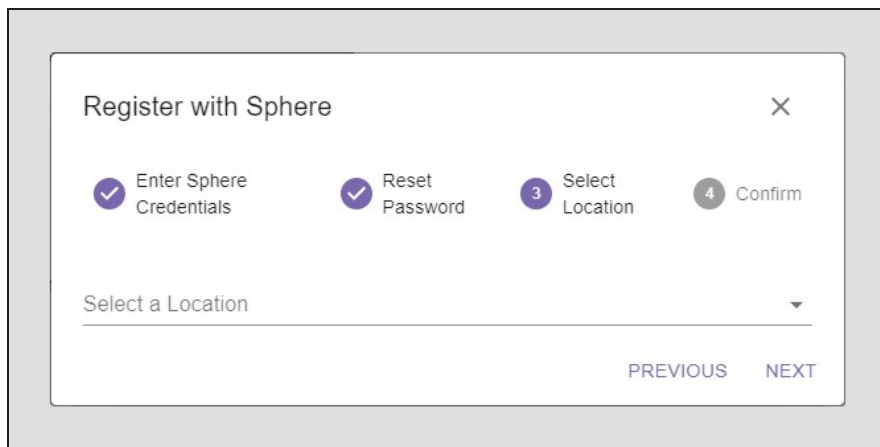 Register with Sphere
Enter Sphere
Credentials
Reset
Password
3
Select
Location
4
Confirm
Select a Location
PREVIOUS
NEXT